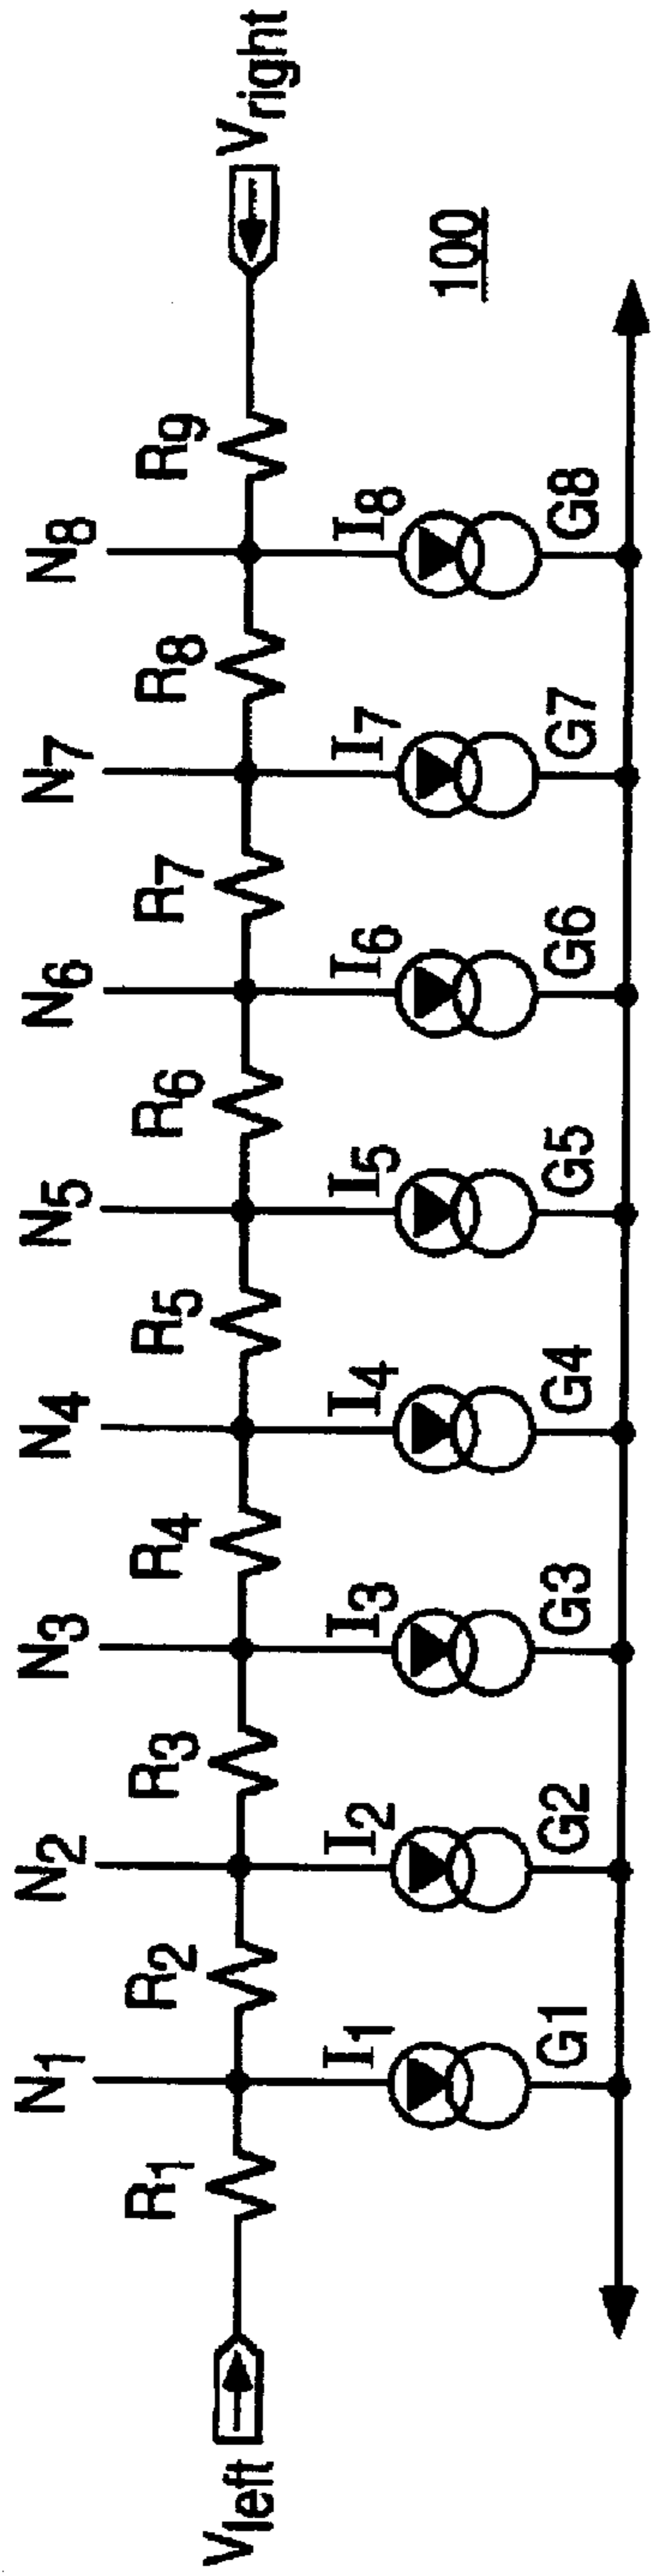 N1 N2 N3 N4 N5 N6 N7 N8
R1 R2 R3 R4 R5 R6 R7 R8 R9
Vleft Vright
I1 I2 I3 I4 I5 I6 I7 I8
100
G1 G2 G3 G4 G5 G6 G7 G8